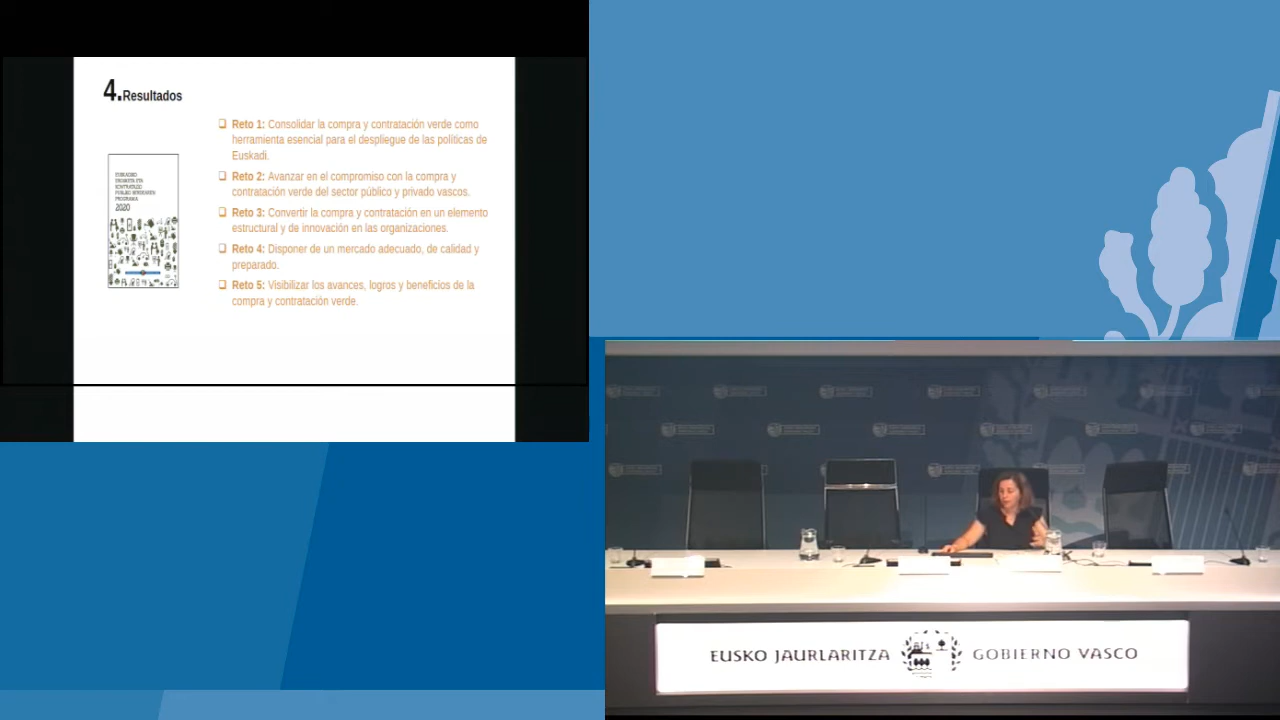 4.Resultados
❑ Reto 1: Consolidar la compra y contratación verde como
herramienta esencial para el despliegue de las políticas de
Euskadi.
❑ Reto 2: Avanzar en el compromiso con la compra y
contratación verde del sector público y privado vascos.
❑ Reto 3: Convertir la compra y contratación en un elemento
estructural y de innovación en las organizaciones.
❑ Reto 4: Disponer de un mercado adecuado, de calidad y
preparado.
❑ Reto 5: Visibilizar los avances, logros y beneficios de la
compra y contratación verde.
EUSKADIKO
PROGRAMA
2020
EUSKO JAURLARITZA GOBIERNO VASCO